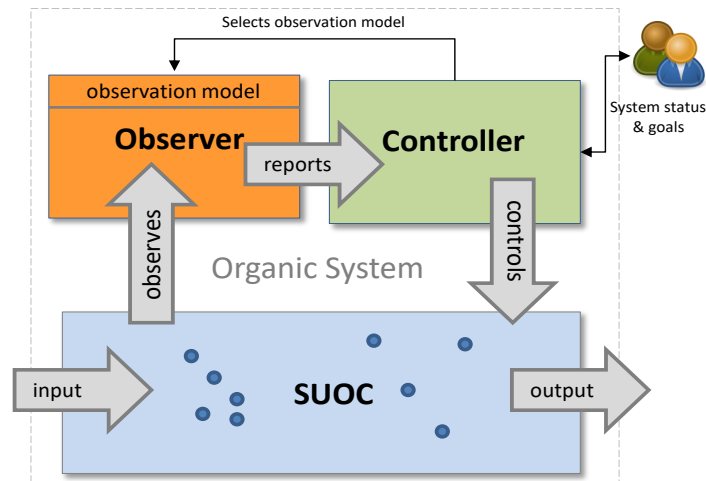 Selects observation model
observation model
Observer
reports
Controller
System status
& goals
observes
controls
Organic System
input
SUOC
output